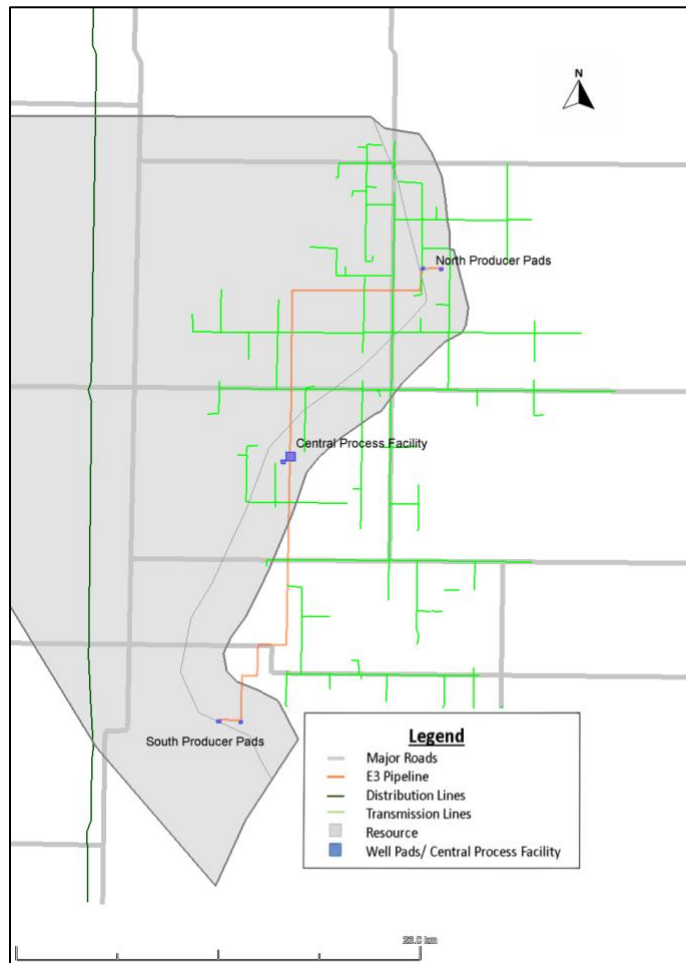 N
North Producer Pads
Central Process Facility
South Producer Pads
Legend
Major Roads
E3 Pipeline
Distribution Lines
Transmission Lines
Resource
Well Pads/ Central Process Facility